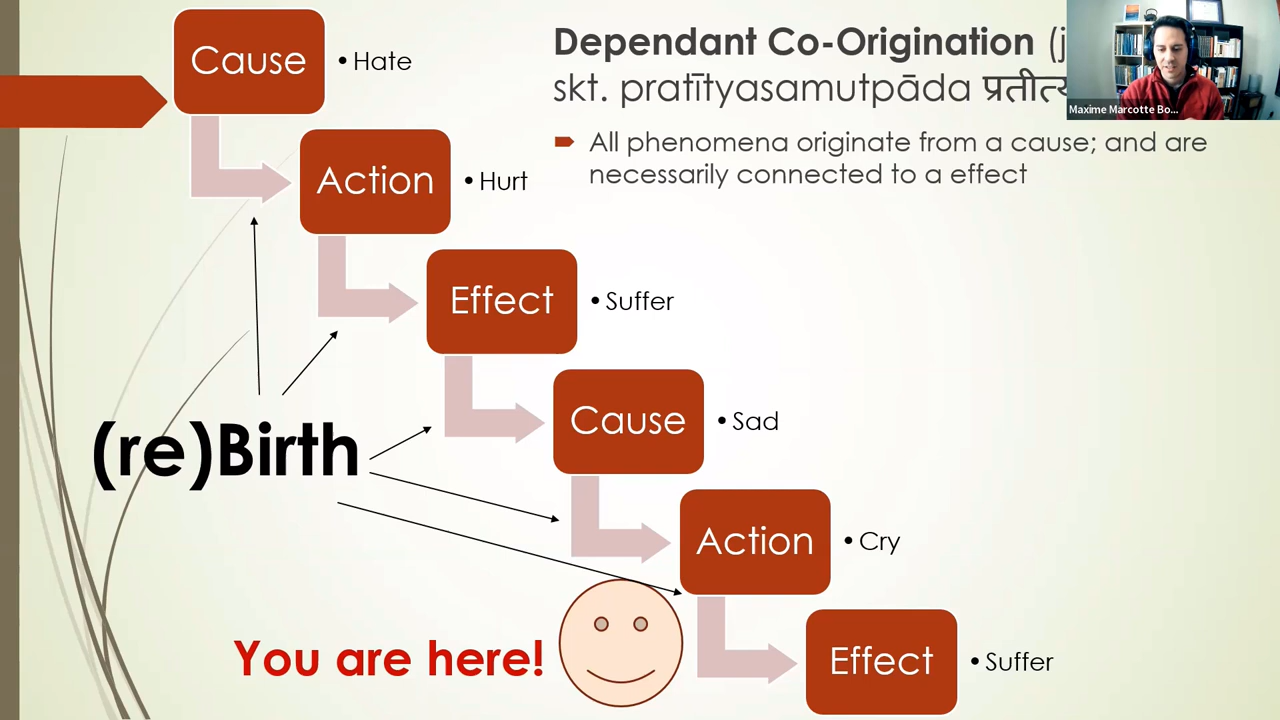 Dependant Co-Origination
skt. pratītyasamutpāda
All phenomena originate from a cause; and are
necessarily connected to a effect
Maxime Marcotte Bo...
Cause
• Hate
Action
• Hurt
Effect
• Suffer
Cause
• Sad
Action
• Cry
Effect
• Suffer
(re)Birth
You are here!